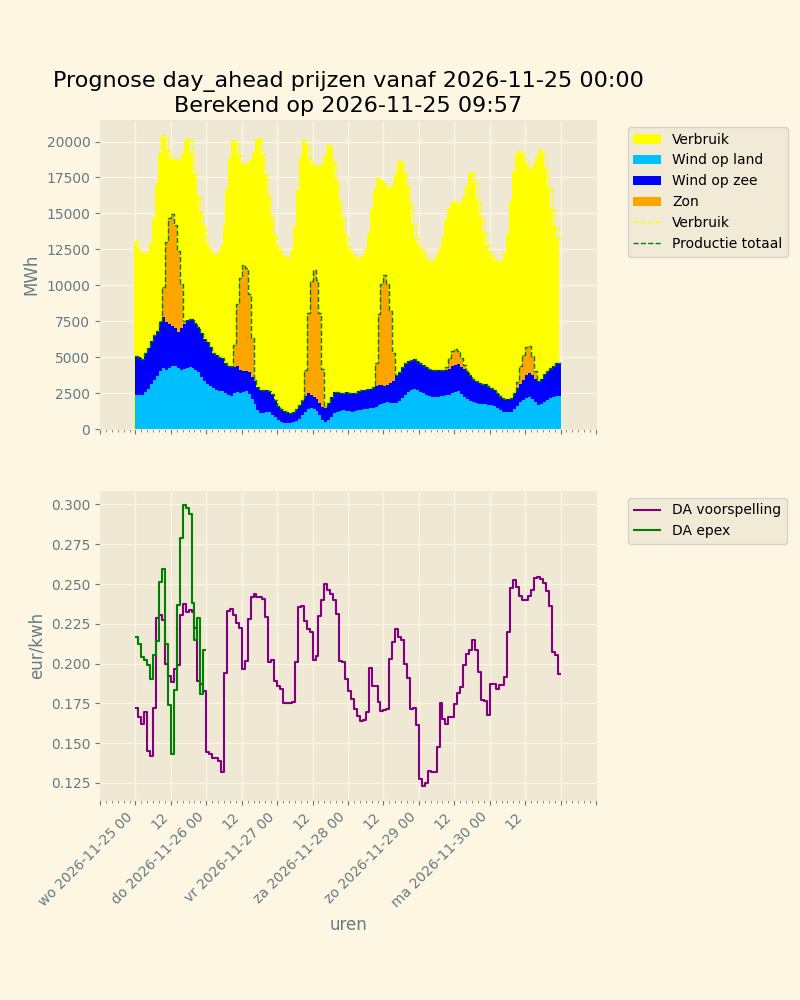 Prognose day_ahead prijzen vanaf 2026-11-25 00:00
Berekend op 2026-11-25 09:57
MWh
20000
17500
15000
12500
10000
7500
5000
2500
0
Verbruik
Wind op land
Wind op zee
Zon
Verbruik
Productie totaal
eur/kwh
0.300
0.275
0.250
0.225
0.200
0.175
0.150
0.125
DA voorspelling
DA epex
wo 2026-11-25 00
12
do 2026-11-26 00
12
vr 2026-11-27 00
12
za 2026-11-28 00
12
zo 2026-11-29 00
12
ma 2026-11-30 00
12
uren